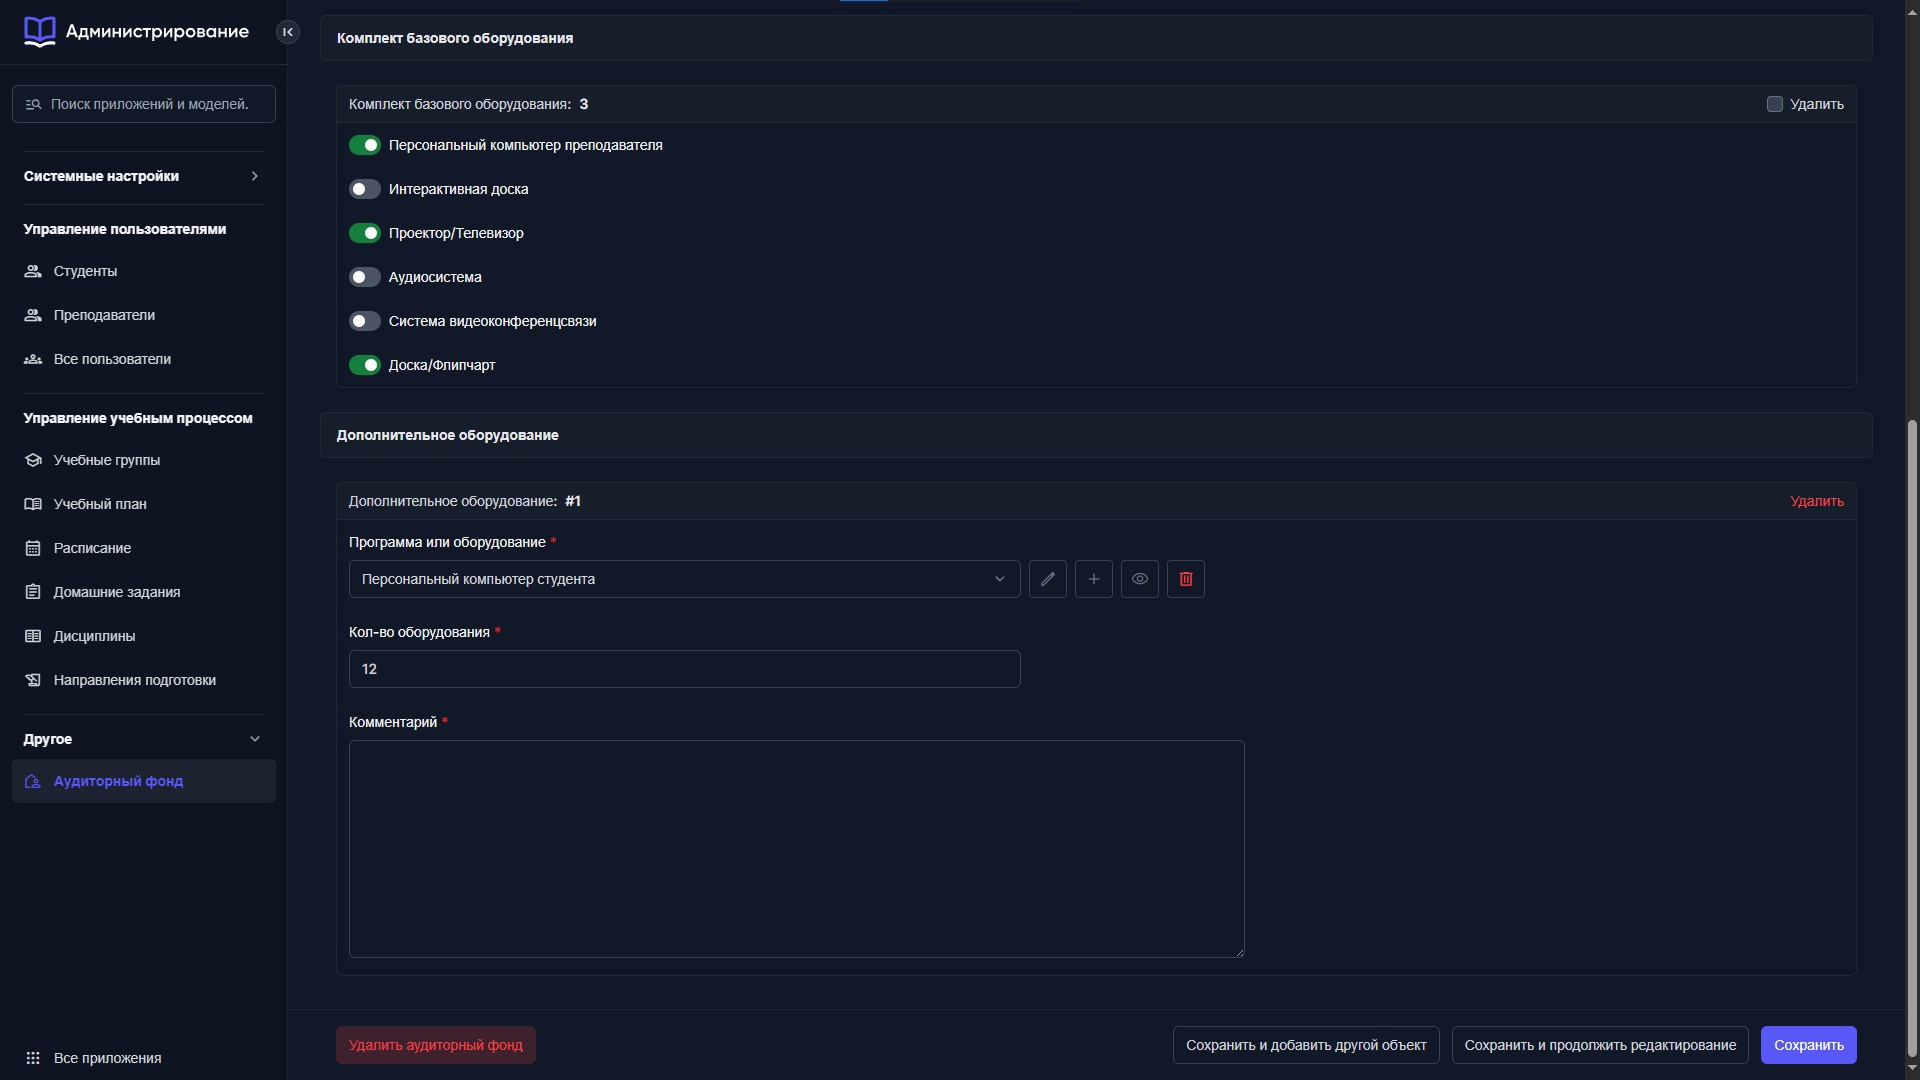 Администрирование
Поиск приложений и моделей.
Системные настройки
Управление пользователями
Студенты
Преподаватели
Все пользователи
Управление учебным процессом
Учебные группы
Учебный план
Расписание
Домашние задания
Дисциплины
Направления подготовки
Другое
Аудиторный фонд
Все приложения
Комплект базового оборудования
Комплект базового оборудования: 3
Удалить
Персональный компьютер преподавателя
Интерактивная доска
Проектор/Телевизор
Аудиосистема
Система видеоконференцсвязи
Доска/Флипчарт
Дополнительное оборудование
Дополнительное оборудование: #1
Удалить
Программа или оборудование *
Персональный компьютер студента
Кол-во оборудования *
12
Комментарий *
Удалить аудиторный фонд
Сохранить и добавить другой объект
Сохранить и продолжить редактирование
Сохранить